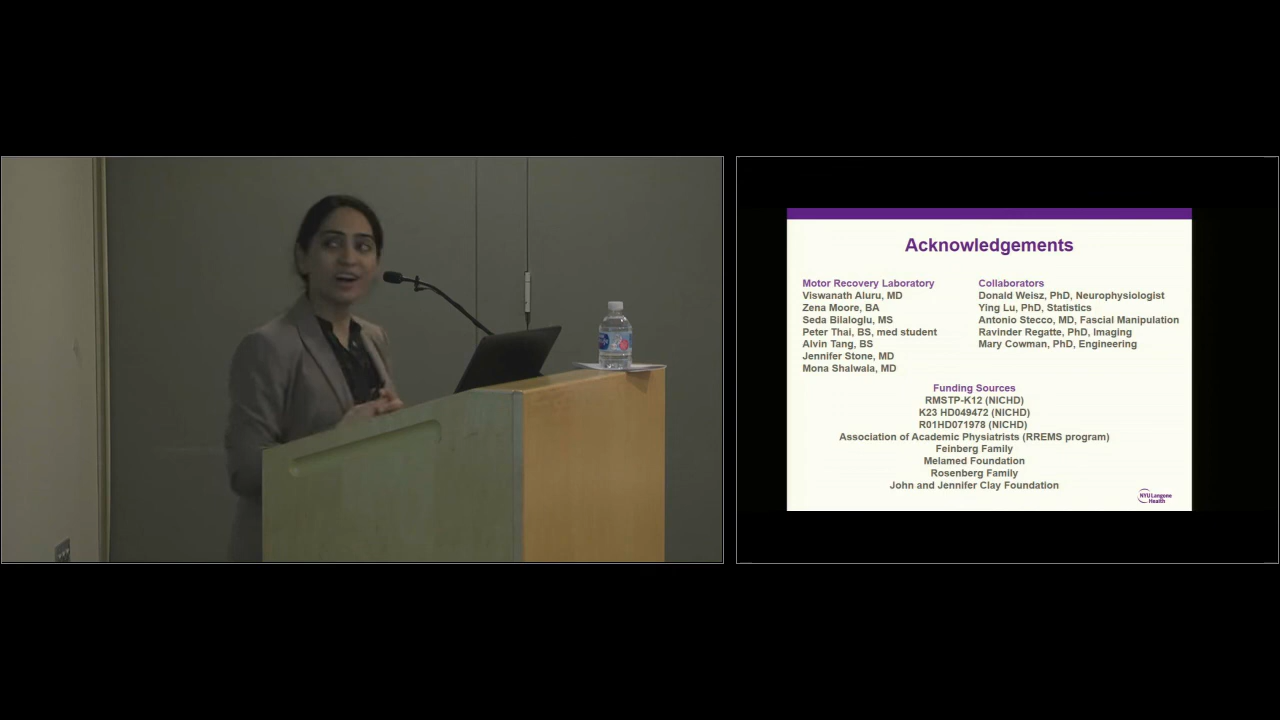 Acknowledgements
Motor Recovery Laboratory
Viswanath Aluru, MD
Zena Moore, BA
Seda Bilaloglu, MS
Peter Thai, BS, med student
Alvin Tang, BS
Jennifer Stone, MD
Mona Shalwala, MD
Collaborators
Donald Weisz, PhD, Neurophysiologist
Ying Lu, PhD, Statistics
Antonio Stecco, MD, Fascial Manipulation
Ravinder Regatte, PhD, Imaging
Mary Cowman, PhD, Engineering
Funding Sources
RMSTP-K12 (NICHD)
K23 HD049472 (NICHD)
R01HD071978 (NICHD)
Association of Academic Physiatrists (RREMS program)
Feinberg Family
Melamed Foundation
Rosenberg Family
John and Jennifer Clay Foundation
NYU Langone
Health